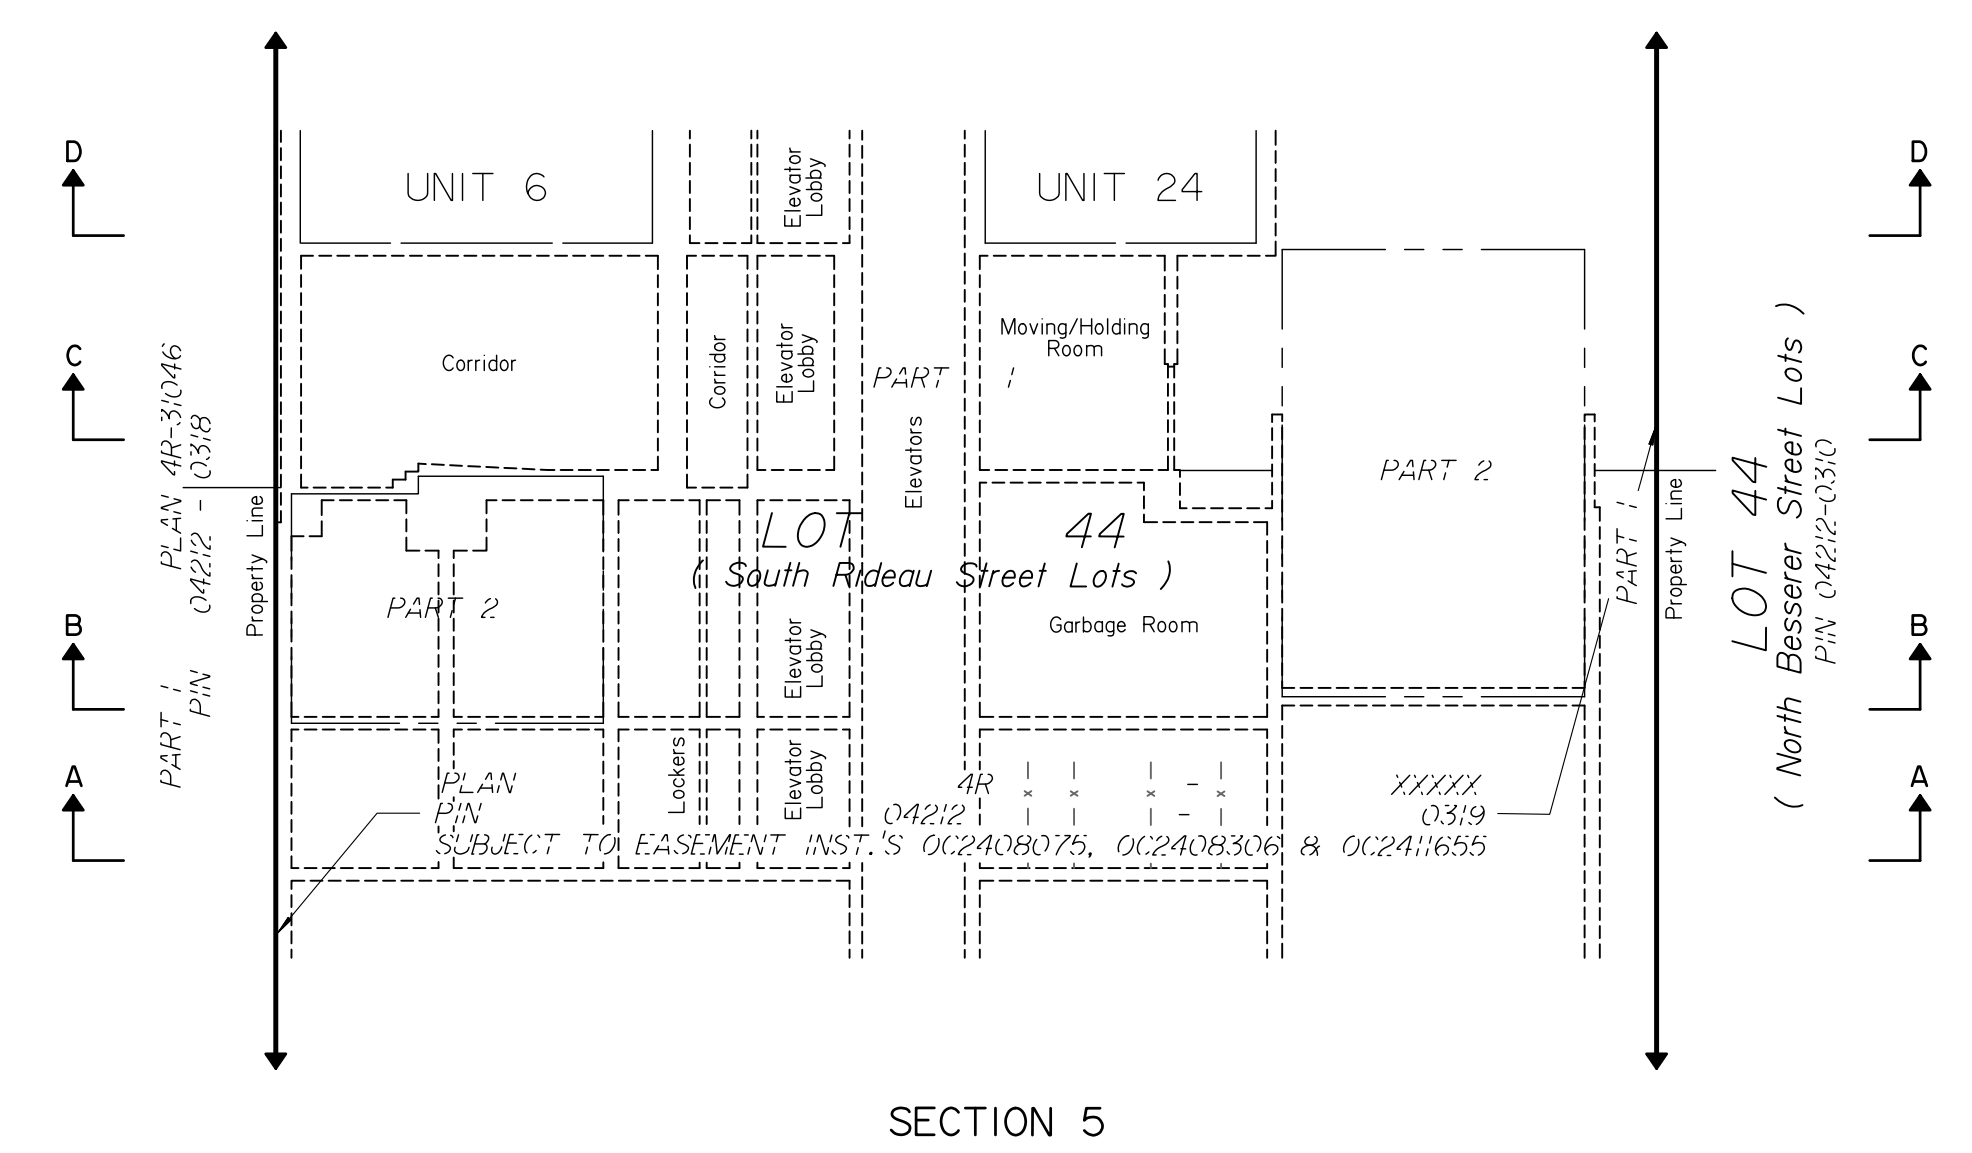 D
D
UNIT 6
Elevator
Lobby
UNIT 24
C
C
PART 1 PLAN 4R-31046
PIN 04212 - 0318
Property Line
Corridor
Corridor
Elevator
Lobby
PART 1
Elevators
Moving/Holding
Room
PART 2
PART 1
Property Line
LOT 44
( North Besserer Street Lots )
PIN 04212-0310
LOT 44
( South Rideau Street Lots )
B
B
PART 2
Elevator
Lobby
Garbage Room
A
A
Lockers
Elevator
Lobby
PLAN 4R - XXXXX
PIN 04212 - 0319
SUBJECT TO EASEMENT INST.'S OC2408075, OC2408306 & OC2411655
x x x x
SECTION 5